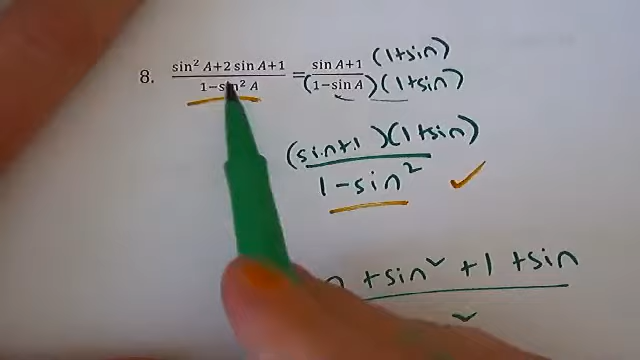 8. sin² A+2 sin A+1 / 1−sin² A = sin A+1 / (1−sin A) (1+sin) / (1+sin)
(sin+1)(1+sin)
1−sin² ✓
+sin² +1 +sin